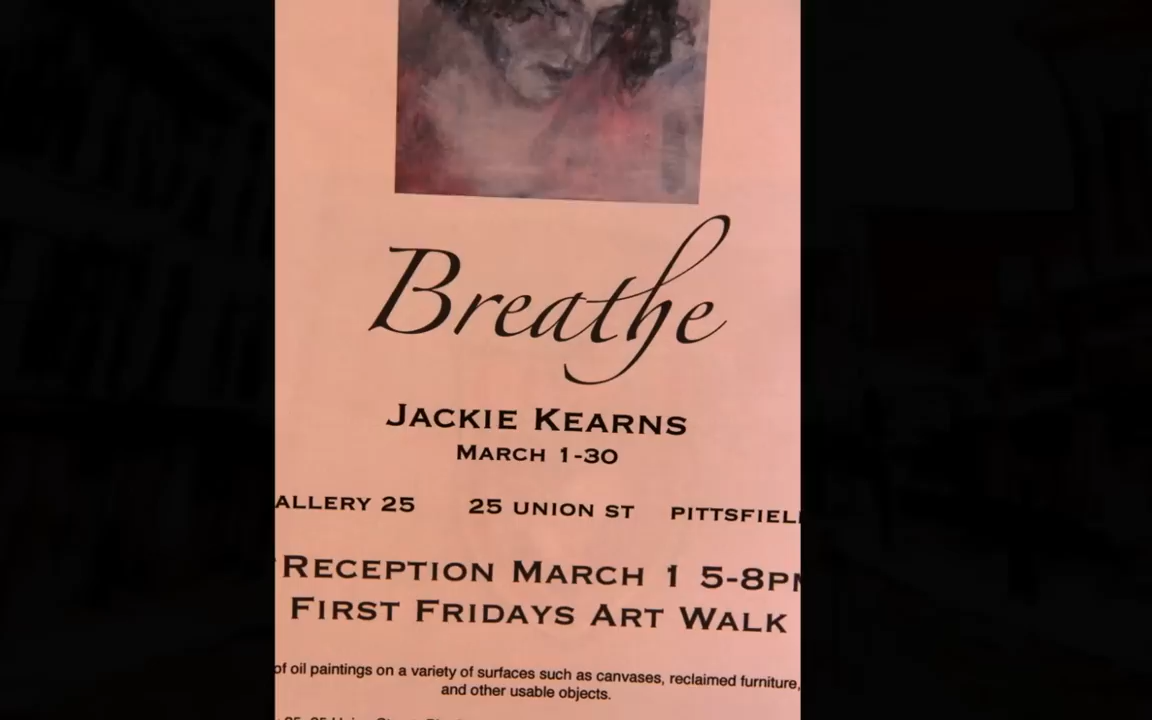 Breathe
JACKIE KEARNS
MARCH 1-30
ALLERY 25 25 UNION ST PITTSFIEL
RECEPTION MARCH 1 5-8P
FIRST FRIDAYS ART WALK
of oil paintings on a variety of surfaces such as canvases, reclaimed furniture,
and other usable objects.